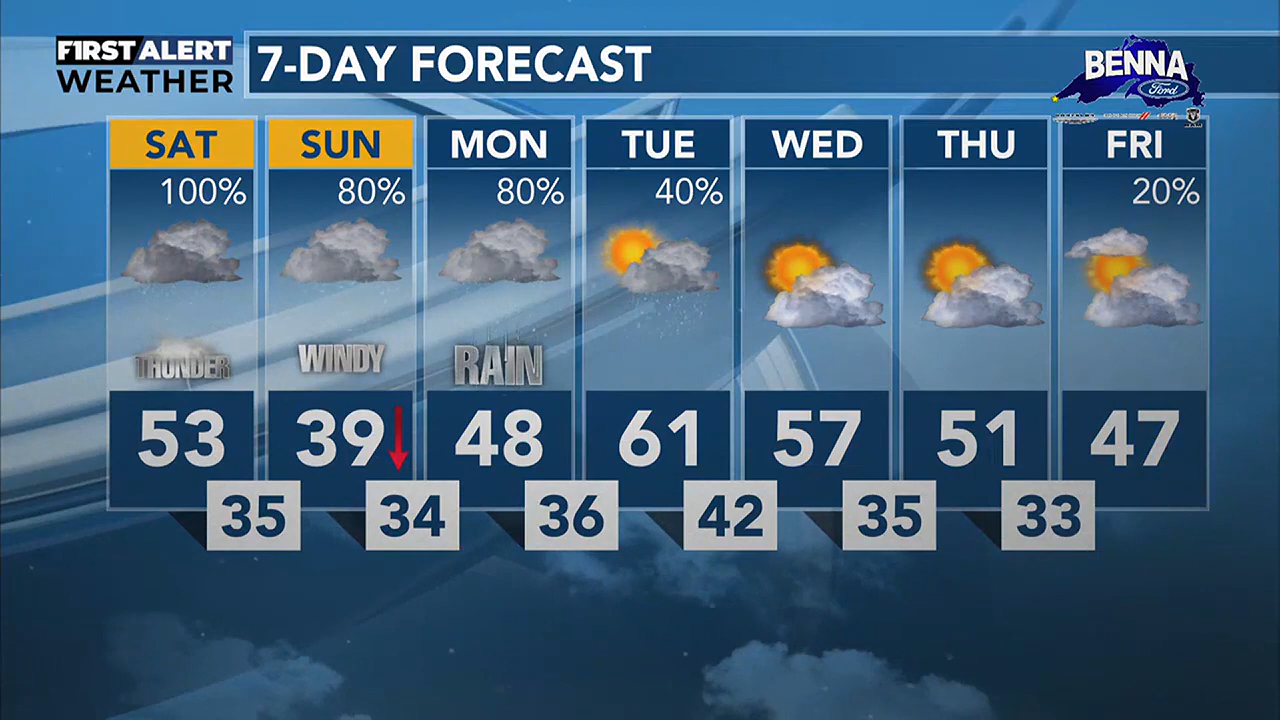 FIRST ALERT
WEATHER
7-DAY FORECAST
BENNA
Ford
SAT SUN MON TUE WED THU FRI
100% 80% 80% 40% 20%
THUNDER WINDY RAIN
53 39 48 61 57 51 47
35 34 36 42 35 33